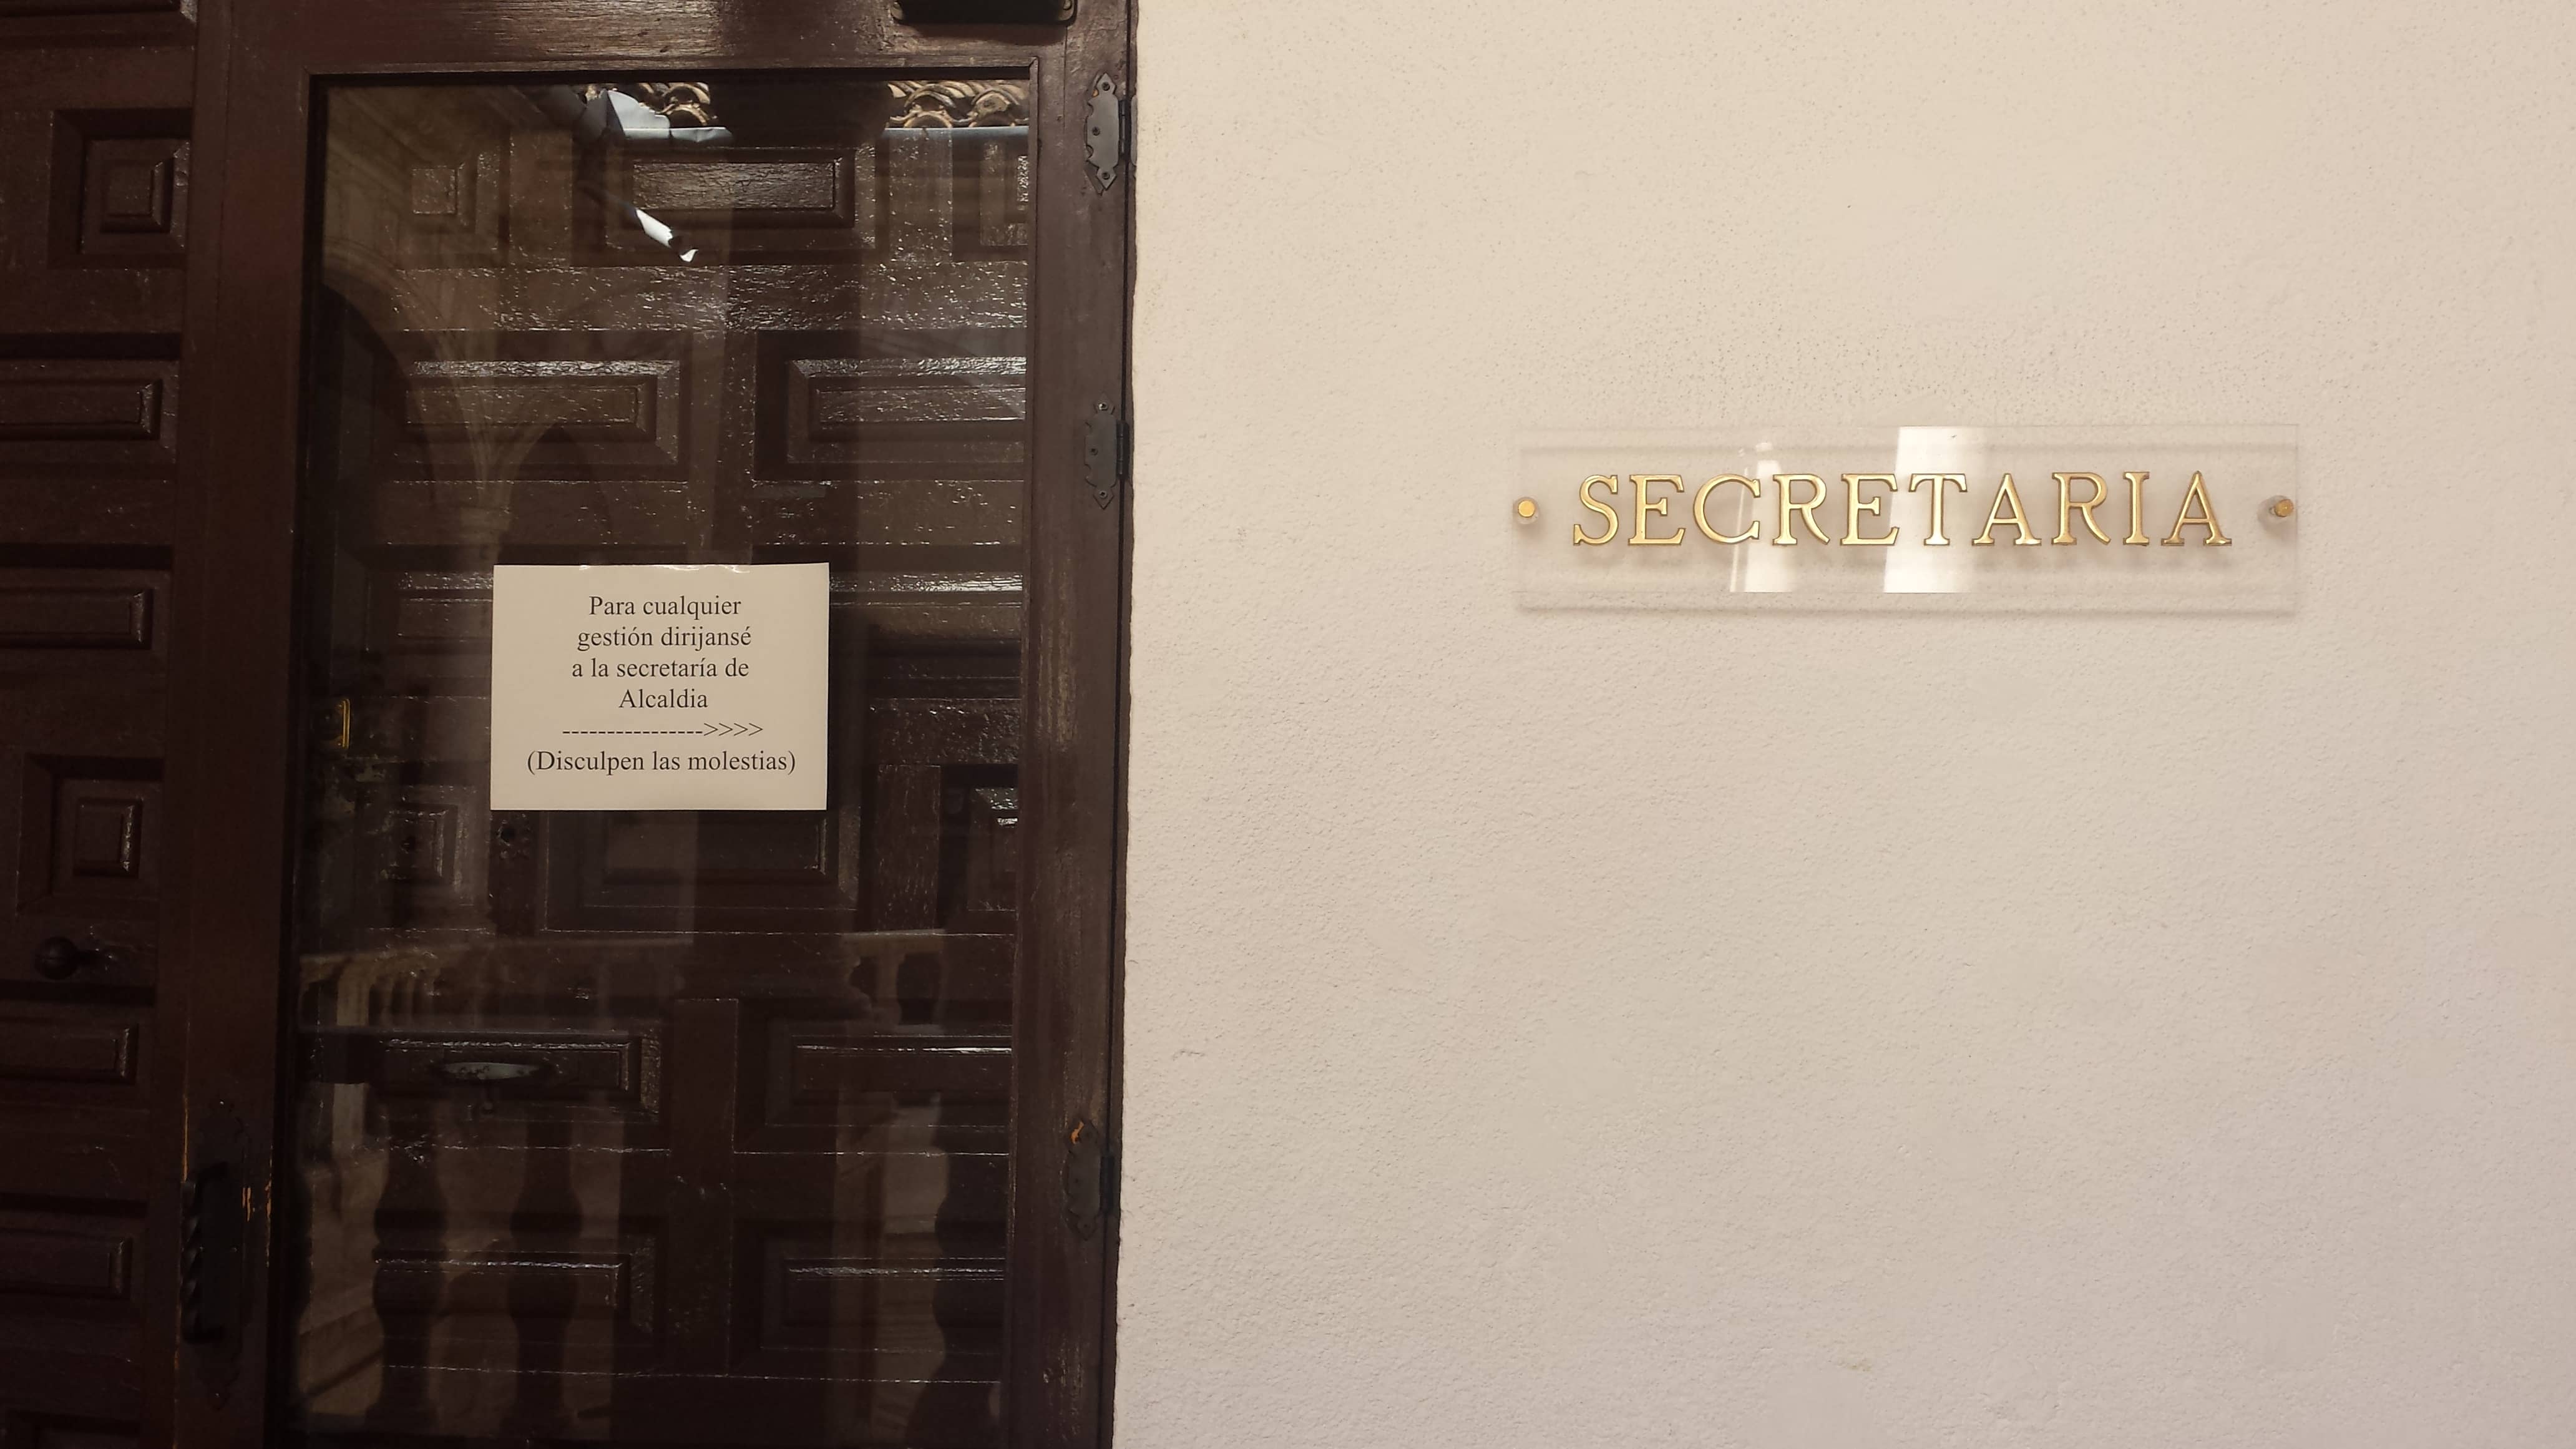 Para cualquier
gestión dirijansé
a la secretaría de
Alcaldia
---------------->>>>
(Disculpen las molestias)
SECRETARIA